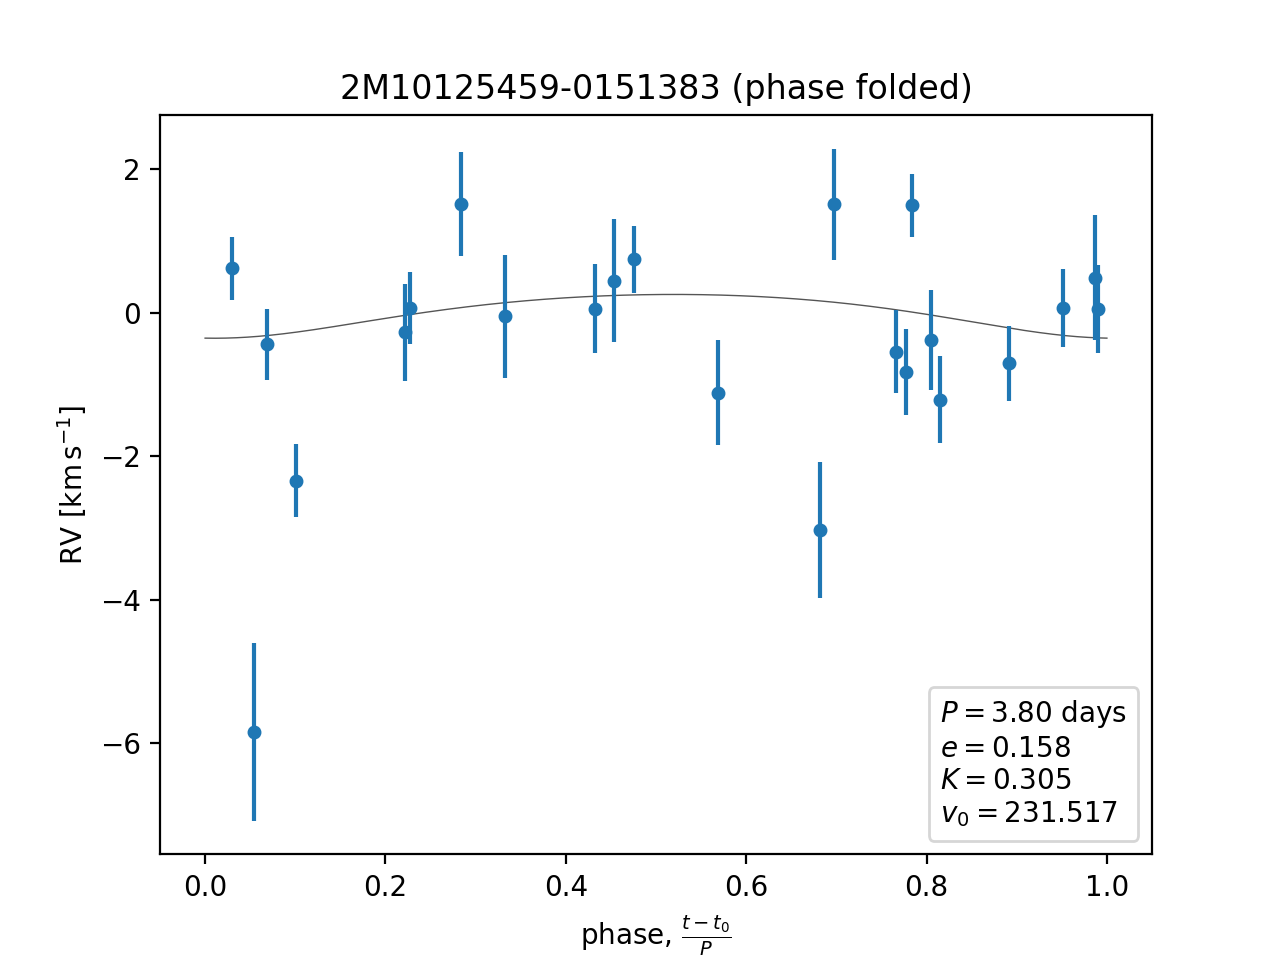 2M10125459-0151383 (phase folded)
2
0
−2
−4
−6
RV [km s⁻¹]
P = 3.80 days
e = 0.158
K = 0.305
v₀ = 231.517
0.0 0.2 0.4 0.6 0.8 1.0
phase, (t − t₀)/P